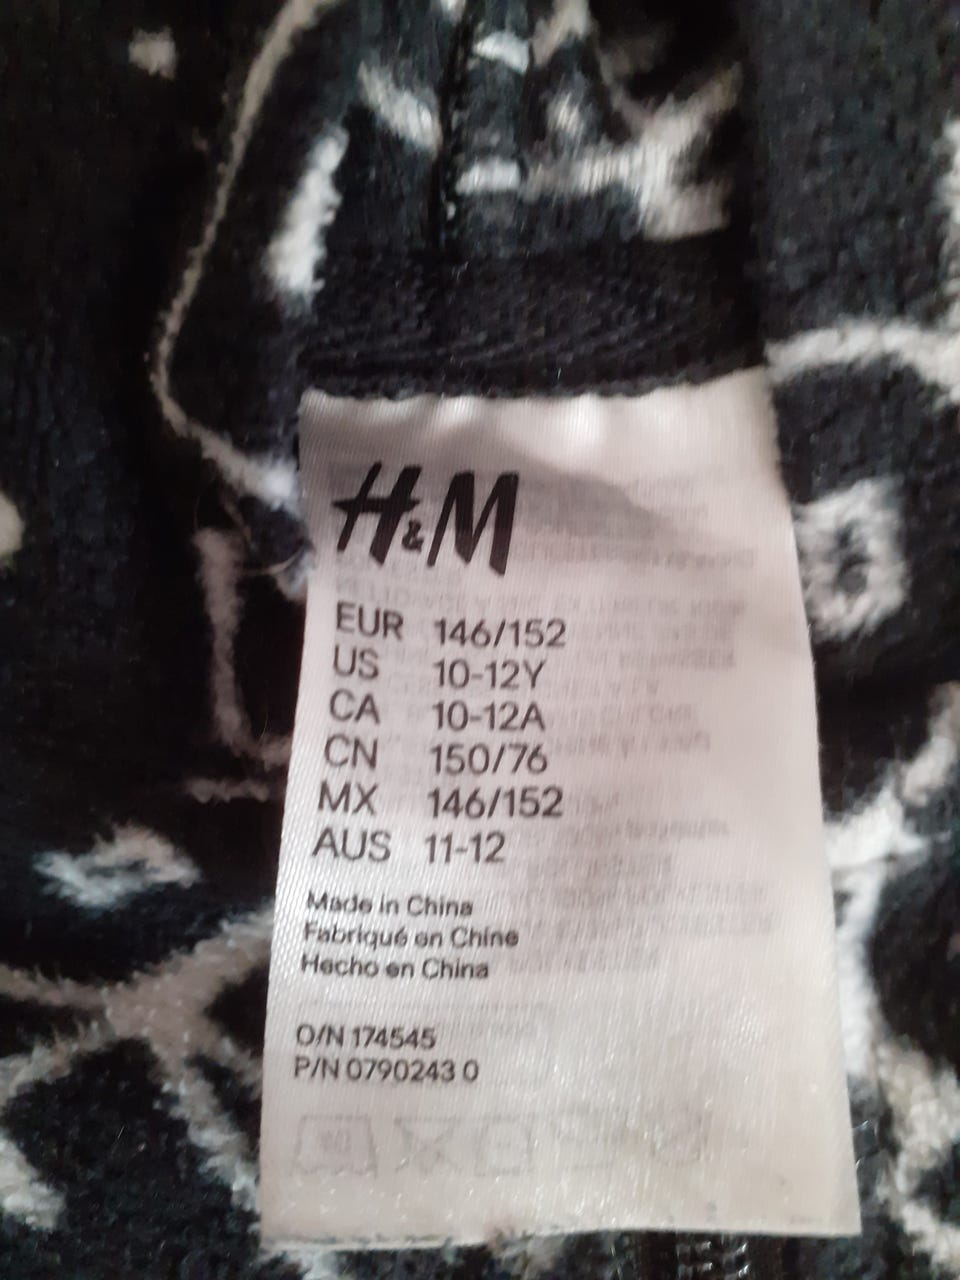 H&M
EUR 146/152
US 10-12Y
CA 10-12A
CN 150/76
MX 146/152
AUS 11-12
Made in China
Fabriqué en Chine
Hecho en China
O/N 174545
P/N 0790243 0